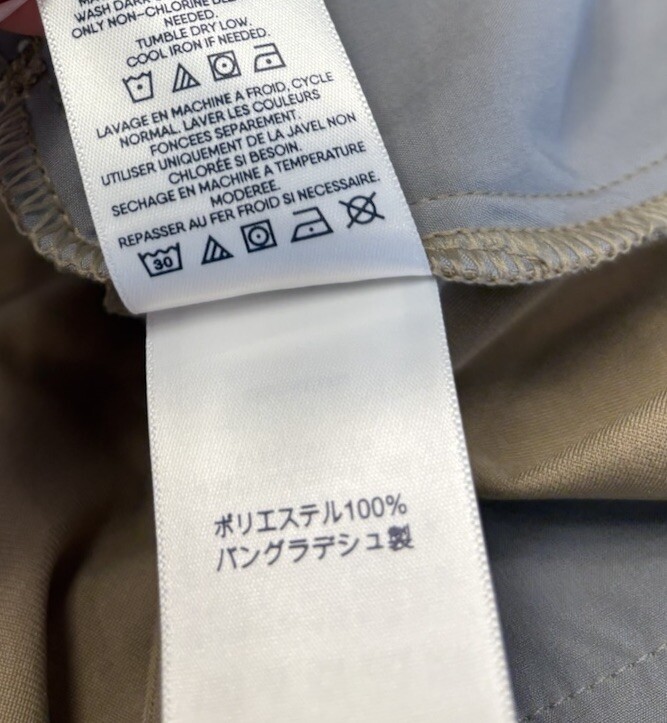 WASH DARK
ONLY NON-CHLORINE
NEEDED.
TUMBLE DRY LOW.
COOL IRON IF NEEDED.
LAVAGE EN MACHINE A FROID, CYCLE
NORMAL. LAVER LES COULEURS
FONCEES SEPAREMENT.
UTILISER UNIQUEMENT DE LA JAVEL NON
CHLORÉE SI BESOIN.
SECHAGE EN MACHINE A TEMPERATURE
MODEREE.
REPASSER AU FER FROID SI NECESSAIRE.
30
ポリエステル100%
バングラデシュ製